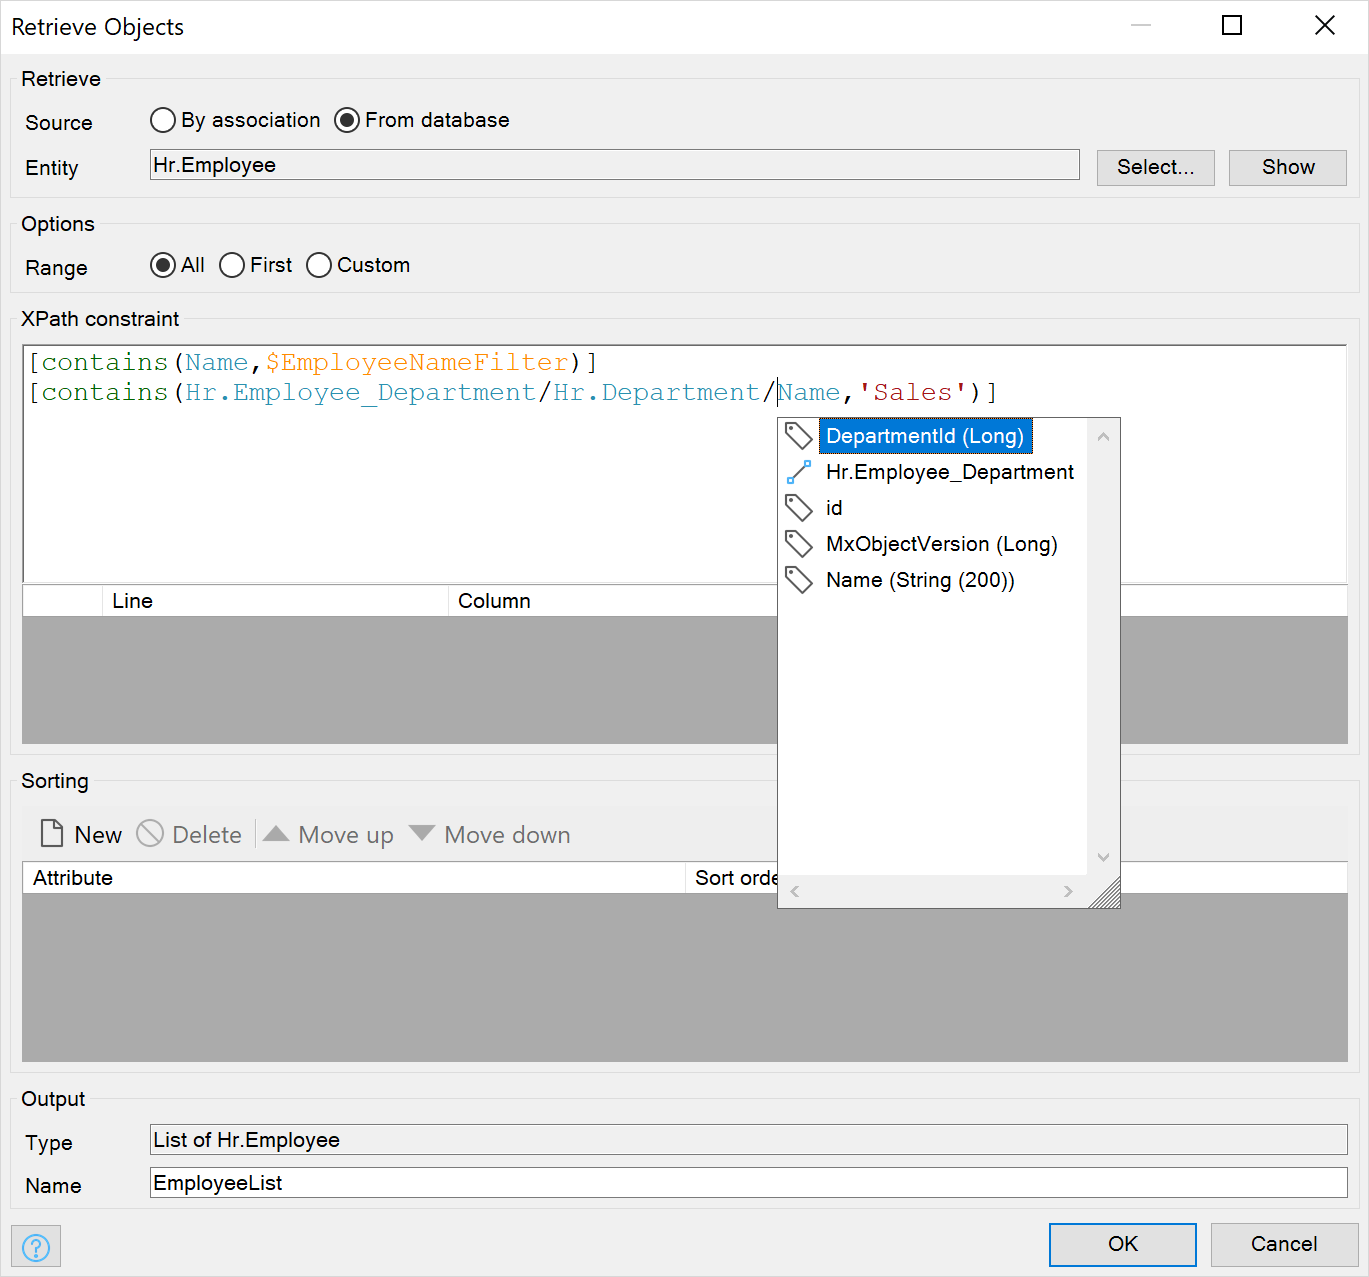 Retrieve Objects
Retrieve
Source By association From database
Entity Hr.Employee Select... Show
Options
Range All First Custom
XPath constraint
[contains(Name,$EmployeeNameFilter)]
[contains(Hr.Employee_Department/Hr.Department/Name,'Sales')]
DepartmentId (Long)
Hr.Employee_Department
id
MxObjectVersion (Long)
Name (String (200))
Line Column
Sorting
New Delete Move up Move down
Attribute Sort orde
Output
Type List of Hr.Employee
Name EmployeeList
? OK Cancel